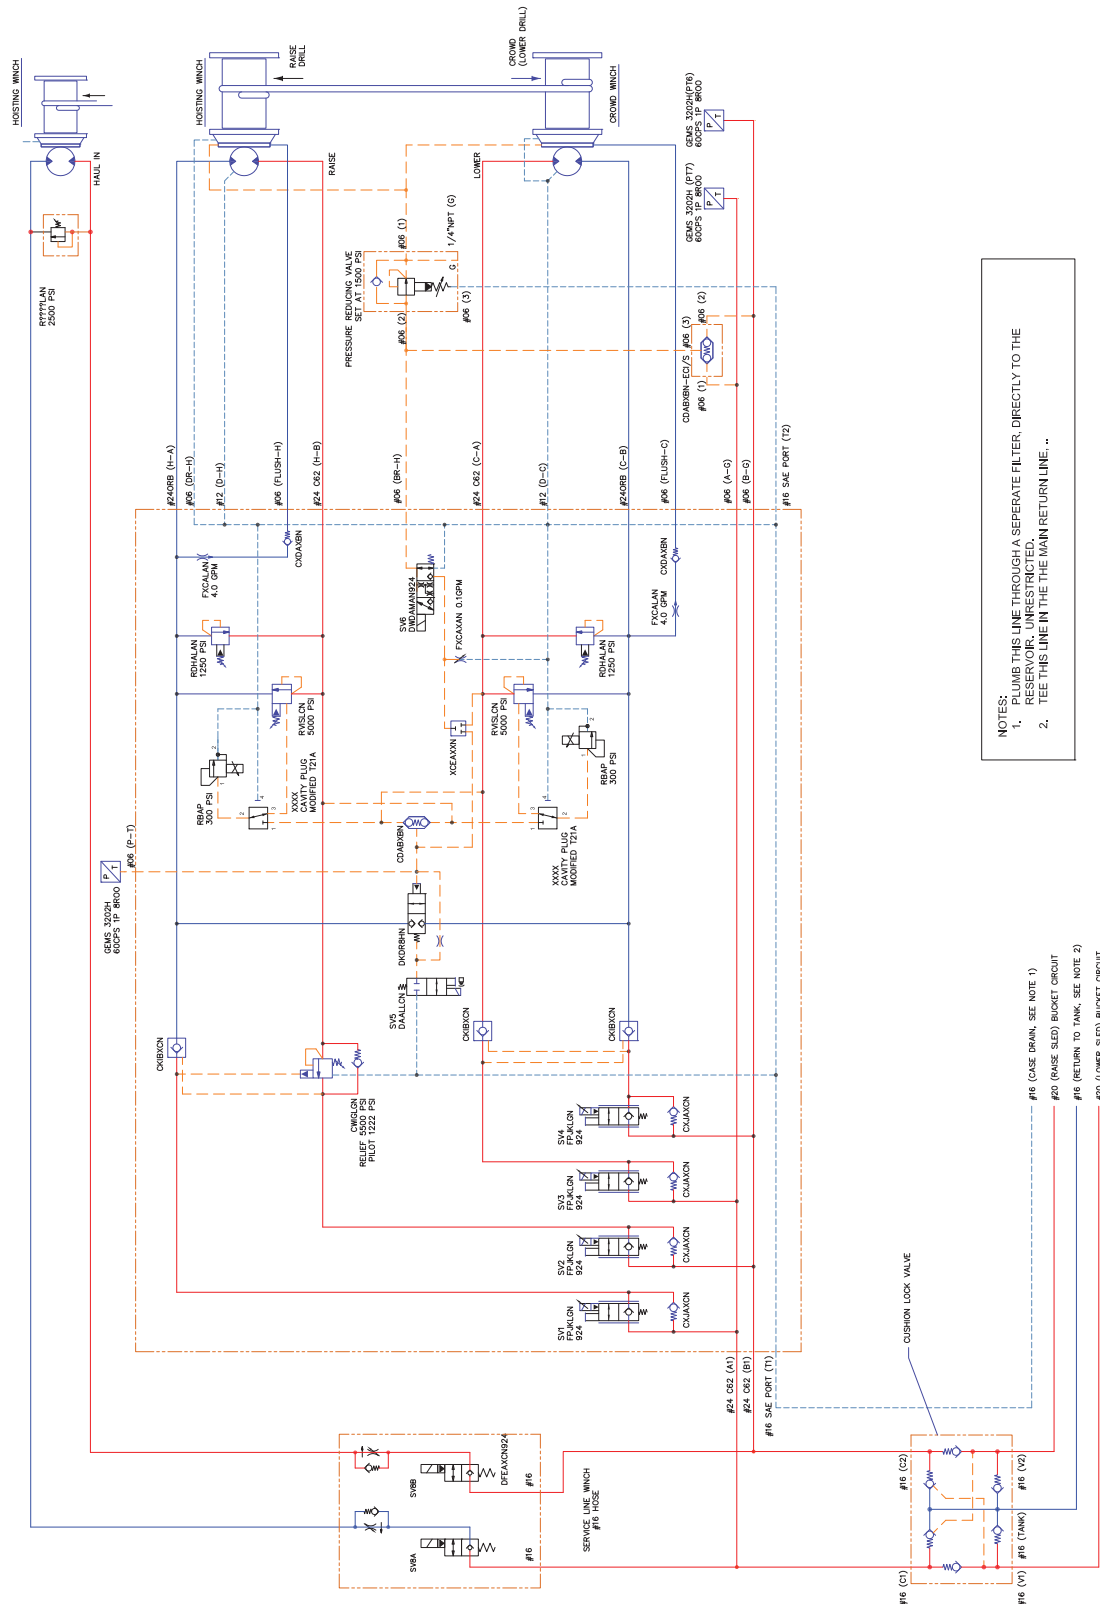 HOISTING WINCH
HAUL IN
R????LAN
2500 PSI
HOISTING WINCH
RAISE
DRILL
RAISE
CROWD
(LOWER DRILL)
CROWD WINCH
LOWER
GEMS 3202H(PT6)
60CPS 1P 8R00
P
T
GEMS 3202H (PT7)
60CPS 1P 8R00
P
T
PRESSURE REDUCING VALVE
SET AT 1500 PSI
#06 (1)
1/4"NPT (G)
G
#06 (2)
#06 (3)
CDABXBN-ECI/S
#06 (3)
#06 (2)
#06 (1)
#24ORB (H-A)
#06 (DR-H)
#12 (D-H)
#06 (FLUSH-H)
#24 C62 (H-B)
#06 (BR-H)
#24 C62 (C-A)
#12 (D-C)
#24ORB (C-B)
#06 (FLUSH-C)
#06 (A-G)
#06 (B-G)
#16 SAE PORT (T2)
FXCALAN
4.0 GPM
CXDAXBN
RDHALAN
1250 PSI
RVISLCN
5000 PSI
RBAP
300 PSI
XXXX
CAVITY PLUG
MODIFIED T21A
SV6
DWDAMAN924
FXCAXAN 0.1GPM
XCEAXXN
FXCALAN
4.0 GPM
CXDAXBN
RDHALAN
1250 PSI
RVISLCN
5000 PSI
RBAP
300 PSI
XXXX
CAVITY PLUG
MODIFIED T21A
CDABXBN
GEMS 3202H
60CPS 1P 8R00
P
T
#06 (P-T)
DKDR8HN
SV5
DAALLCN
CKIBXCN
CKIBXCN
CKIBXCN
CWIGLGN
RELIEF 5500 PSI
PILOT 1222 PSI
SV4
FPJKLGN
924
CXJAXCN
SV3
FPJKLGN
924
CXJAXCN
SV2
FPJKLGN
924
CXJAXCN
SV1
FPJKLGN
924
CXJAXCN
#24 C62 (A1)
#24 C62 (B1)
#16 SAE PORT (T1)
NOTES:
1. PLUMB THIS LINE THROUGH A SEPERATE FILTER, DIRECTLY TO THE
RESERVOIR. UNRESTRICTED.
2. TEE THIS LINE IN THE THE MAIN RETURN LINE, ..
#16 (CASE DRAIN, SEE NOTE 1)
#20 (RAISE SLED) BUCKET CIRCUIT
#16 (RETURN TO TANK, SEE NOTE 2)
#20 (LOWER SLED) BUCKET CIRCUIT
CUSHION LOCK VALVE
#16 (C2)
#16 (V2)
#16 (TANK)
#16 (C1)
#16 (V1)
SV8B
DFEAXCN924
#16
SV8A
#16
SERVICE LINE WINCH
#16 HOSE